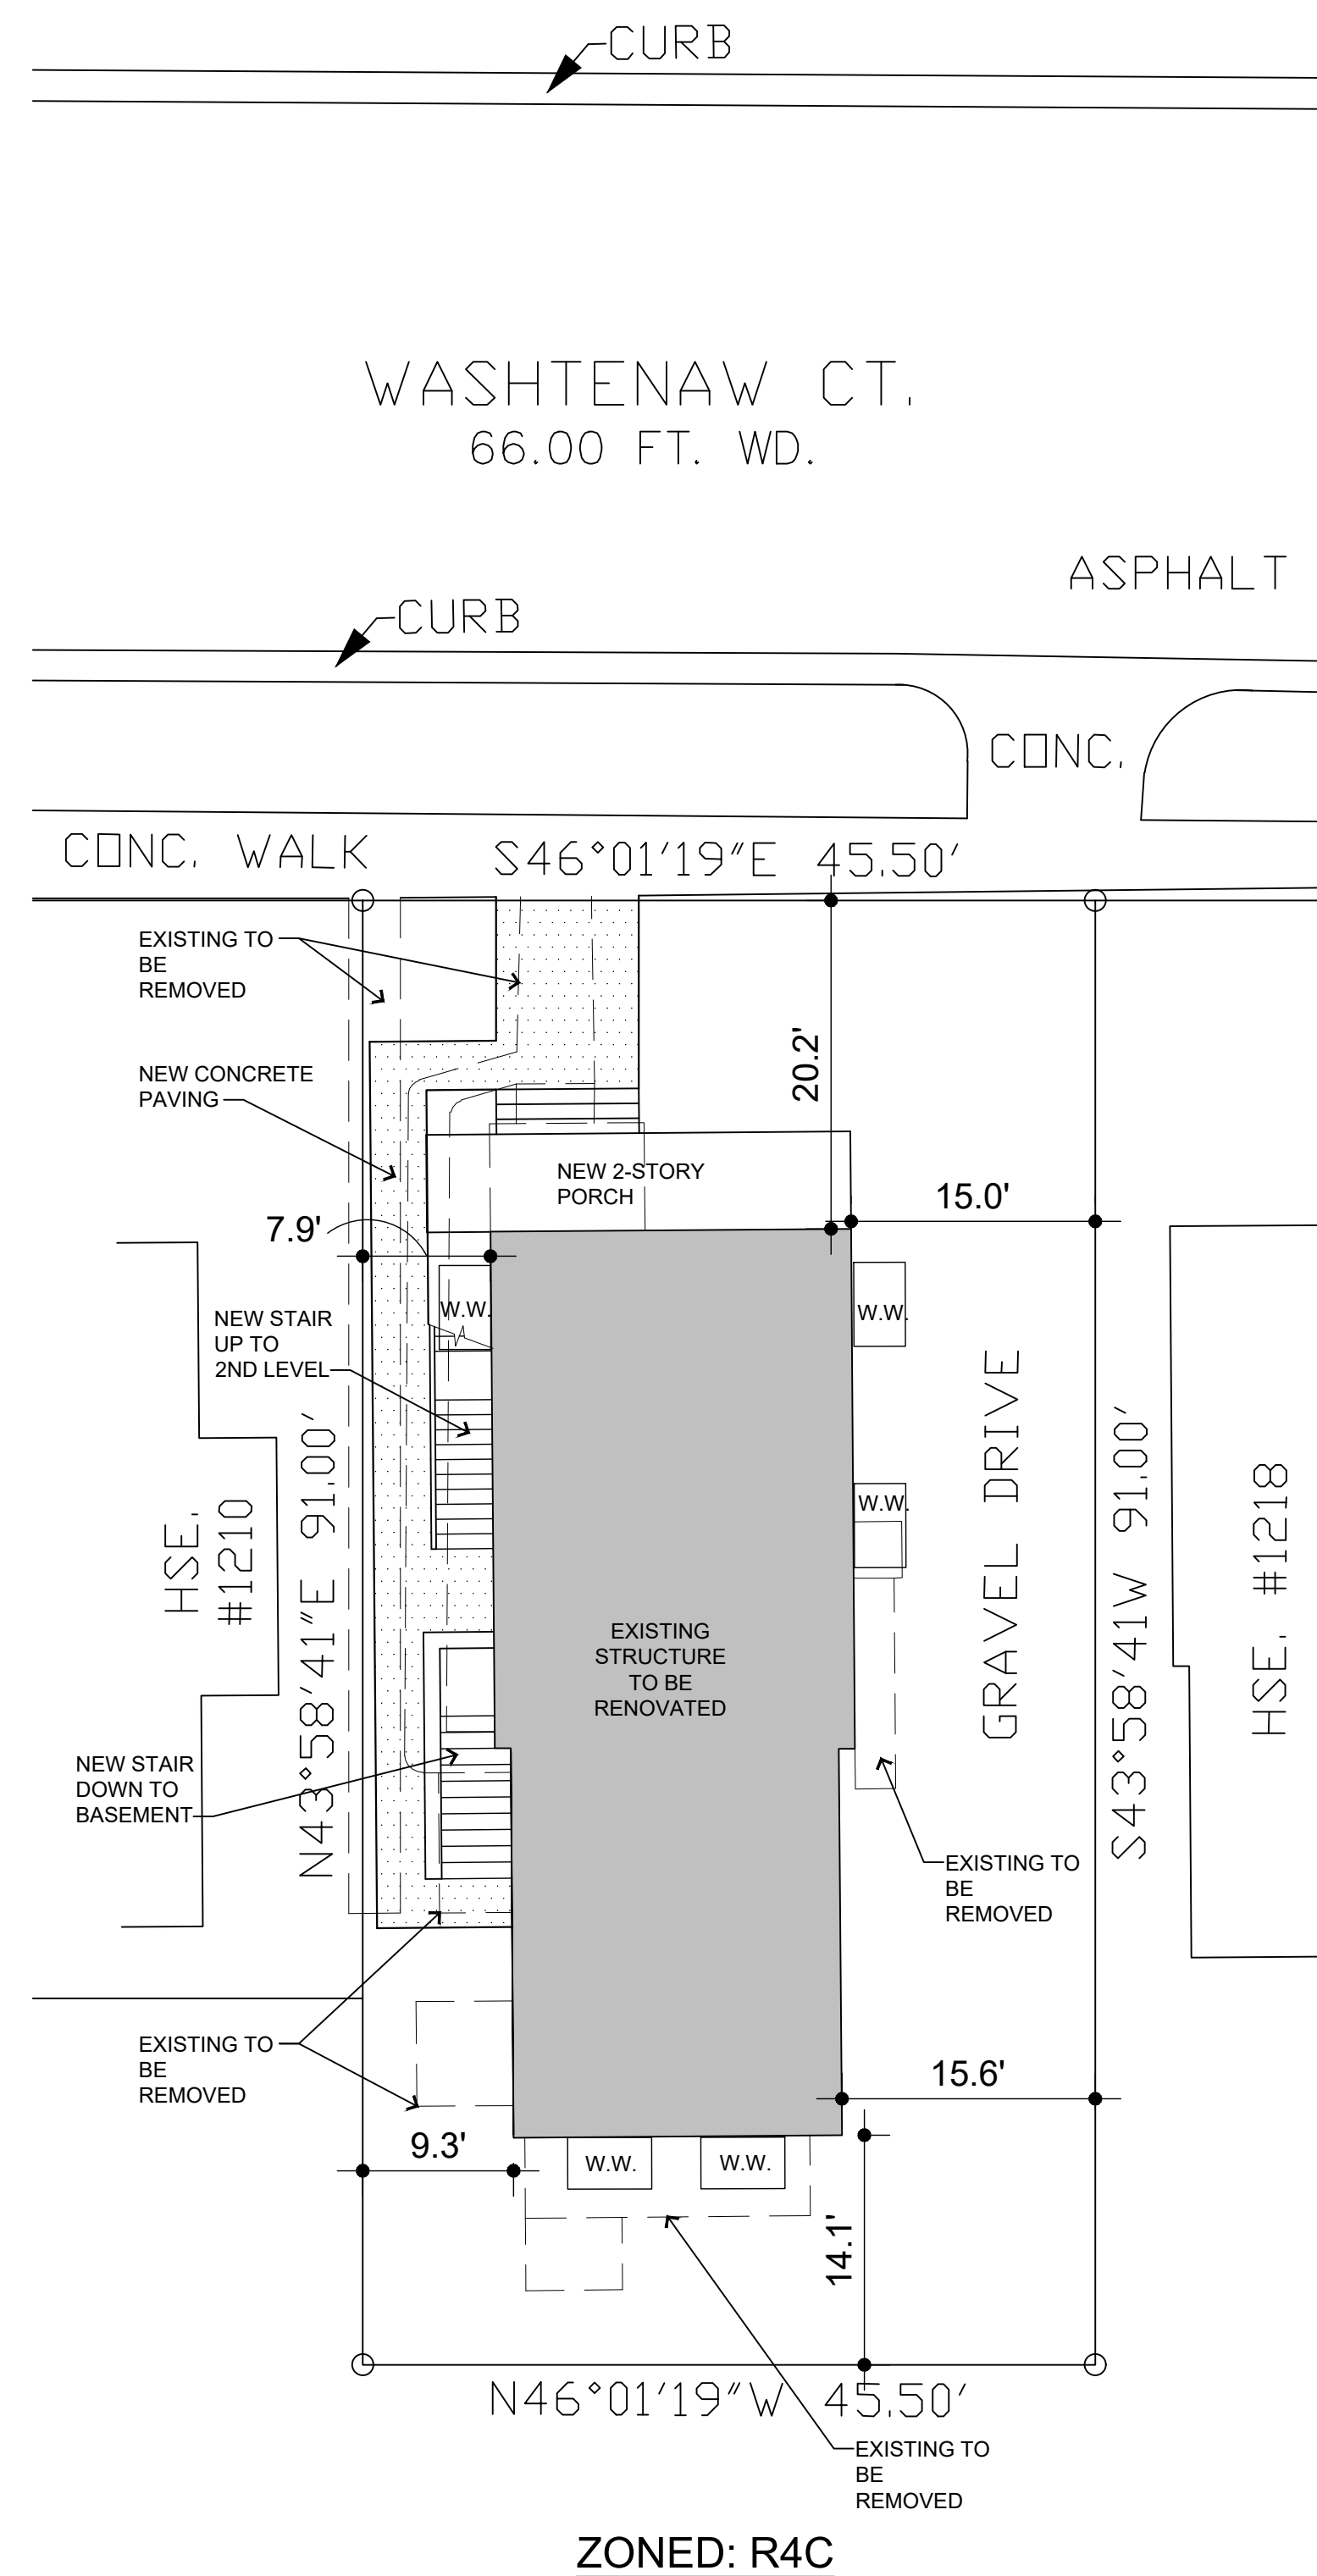 CURB
WASHTENAW CT.
66.00 FT. WD.
ASPHALT
CURB
CONC.
CONC. WALK
S46°01'19"E 45.50'
EXISTING TO
BE
REMOVED
20.2'
NEW CONCRETE
PAVING
NEW 2-STORY
PORCH
15.0'
7.9'
W.W.
W.W.
NEW STAIR
UP TO
2ND LEVEL
N43°58'41"E 91.00'
HSE.
#1210
W.W.
GRAVEL DRIVE
S43°58'41W 91.00'
HSE. #1218
EXISTING
STRUCTURE
TO BE
RENOVATED
NEW STAIR
DOWN TO
BASEMENT
EXISTING TO
BE
REMOVED
EXISTING TO
BE
REMOVED
15.6'
9.3'
W.W.
W.W.
14.1'
N46°01'19"W 45.50'
EXISTING TO
BE
REMOVED
ZONED: R4C